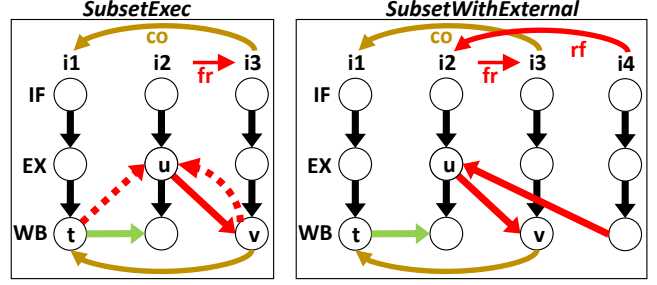 SubsetExec
co
i1 i2 i3
fr
IF
EX
u
WB
t
v
SubsetWithExternal
co
rf
i1 i2 i3 i4
fr
IF
EX
u
WB
t
v